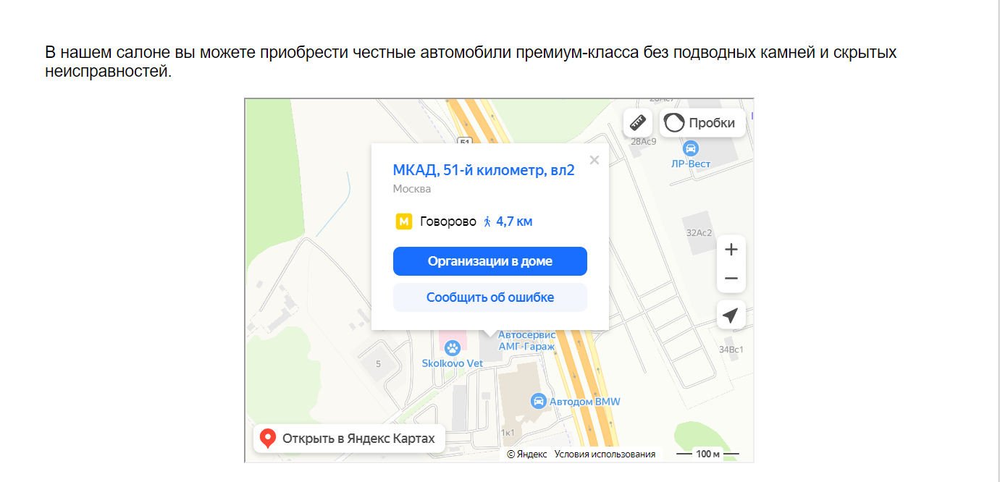 В нашем салоне вы можете приобрести честные автомобили премиум-класса без подводных камней и скрытых
неисправностей.
Пробки
28Ас9
ЛР-Вест
51
МКАД, 51-й километр, вл2
Москва
М
Говорово 4,7 км
32Ас2
Организации в доме
Сообщить об ошибке
Автосервис
АМГ-Гараж
34Вс1
5
Skolkovo Vet
Автодом BMW
1к1
Открыть в Яндекс Картах
© Яндекс Условия использования
100 м